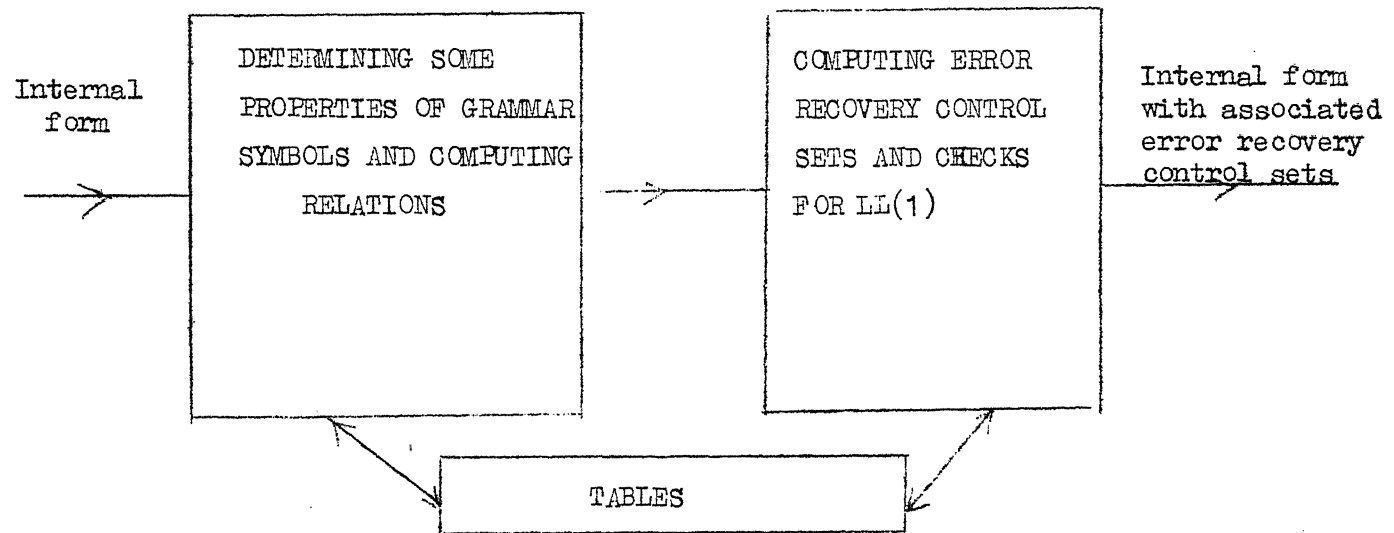 Internal
form
DETERMINING SOME
PROPERTIES OF GRAMMAR
SYMBOLS AND COMPUTING
RELATIONS
COMPUTING ERROR
RECOVERY CONTROL
SETS AND CHECKS
FOR LL(1)
Internal form
with associated
error recovery
control sets
TABLES